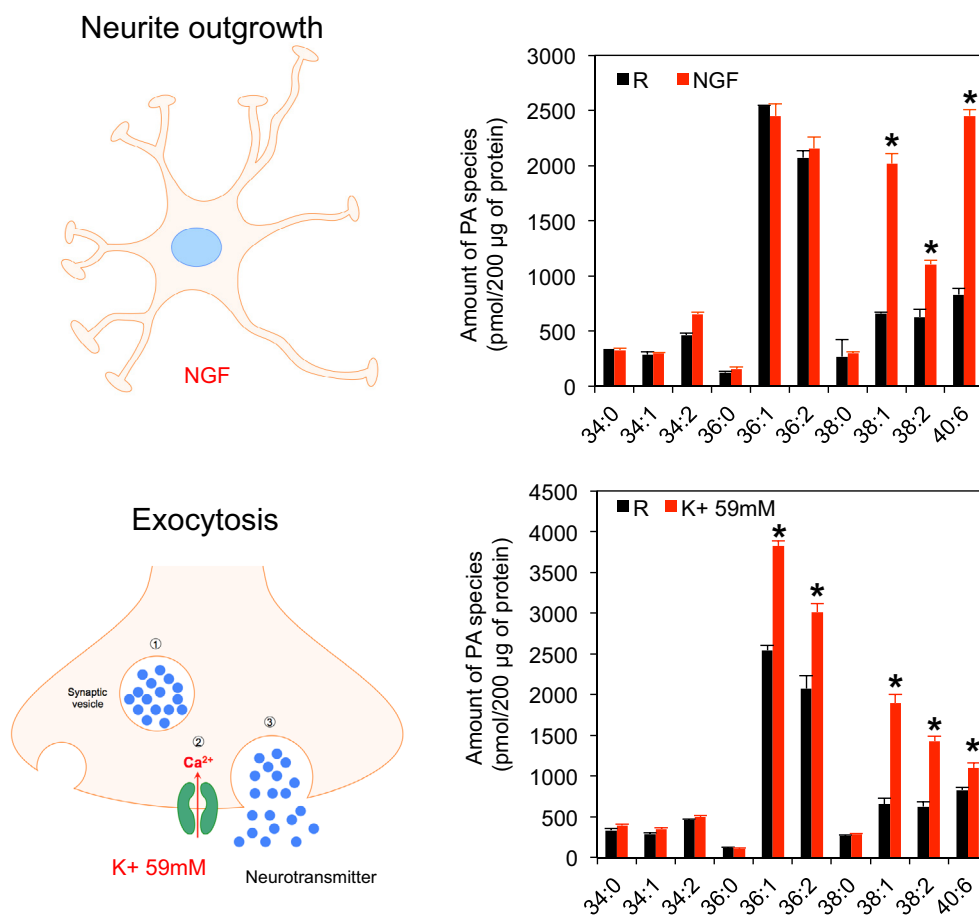 Neurite outgrowth
NGF
Amount of PA species
(pmol/200 µg of protein)
3000
2500
2000
1500
1000
500
0
R NGF
*
*
*
34:0 34:1 34:2 36:0 36:1 36:2 38:0 38:1 38:2 40:6
Exocytosis
①
Synaptic
vesicle
②
Ca²⁺
③
K+ 59mM
Neurotransmitter
Amount of PA species
(pmol/200 µg of protein)
4500
4000
3500
3000
2500
2000
1500
1000
500
0
R K+ 59mM
*
*
*
*
*
34:0 34:1 34:2 36:0 36:1 36:2 38:0 38:1 38:2 40:6